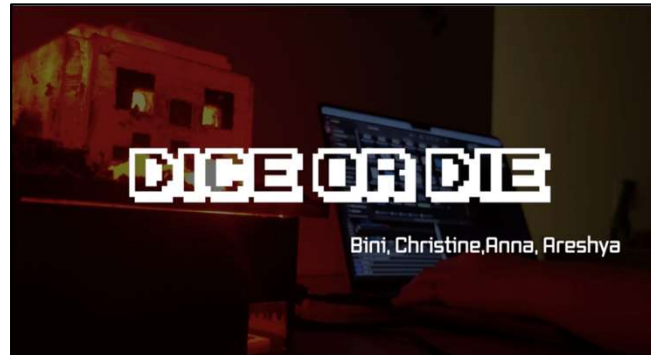 DICE OR DIE
Bini, Christine,Anna, Areshya